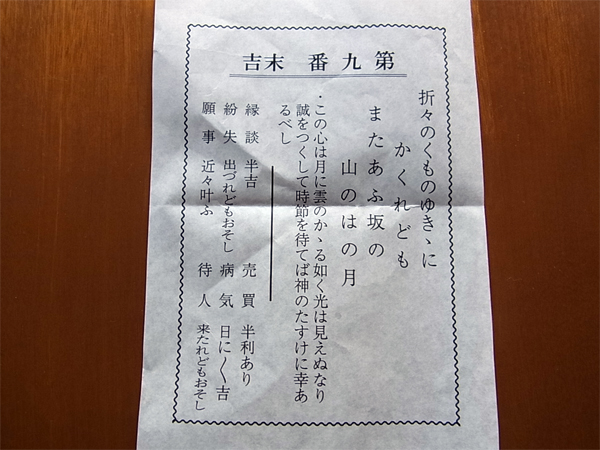 第九番 末吉
折々のくものゆきゝに
かくれども
またあふ坂の
山のはの月
・この心は月に雲のかゝる如く光は見えぬなり
誠をつくして時節を待てば神のたすけに幸あ
るべし
縁談 半吉
紛失 出づれどもおそし
願事 近々叶ふ
売買 半利あり
病気 日に〱吉
待人 来たれどもおそし